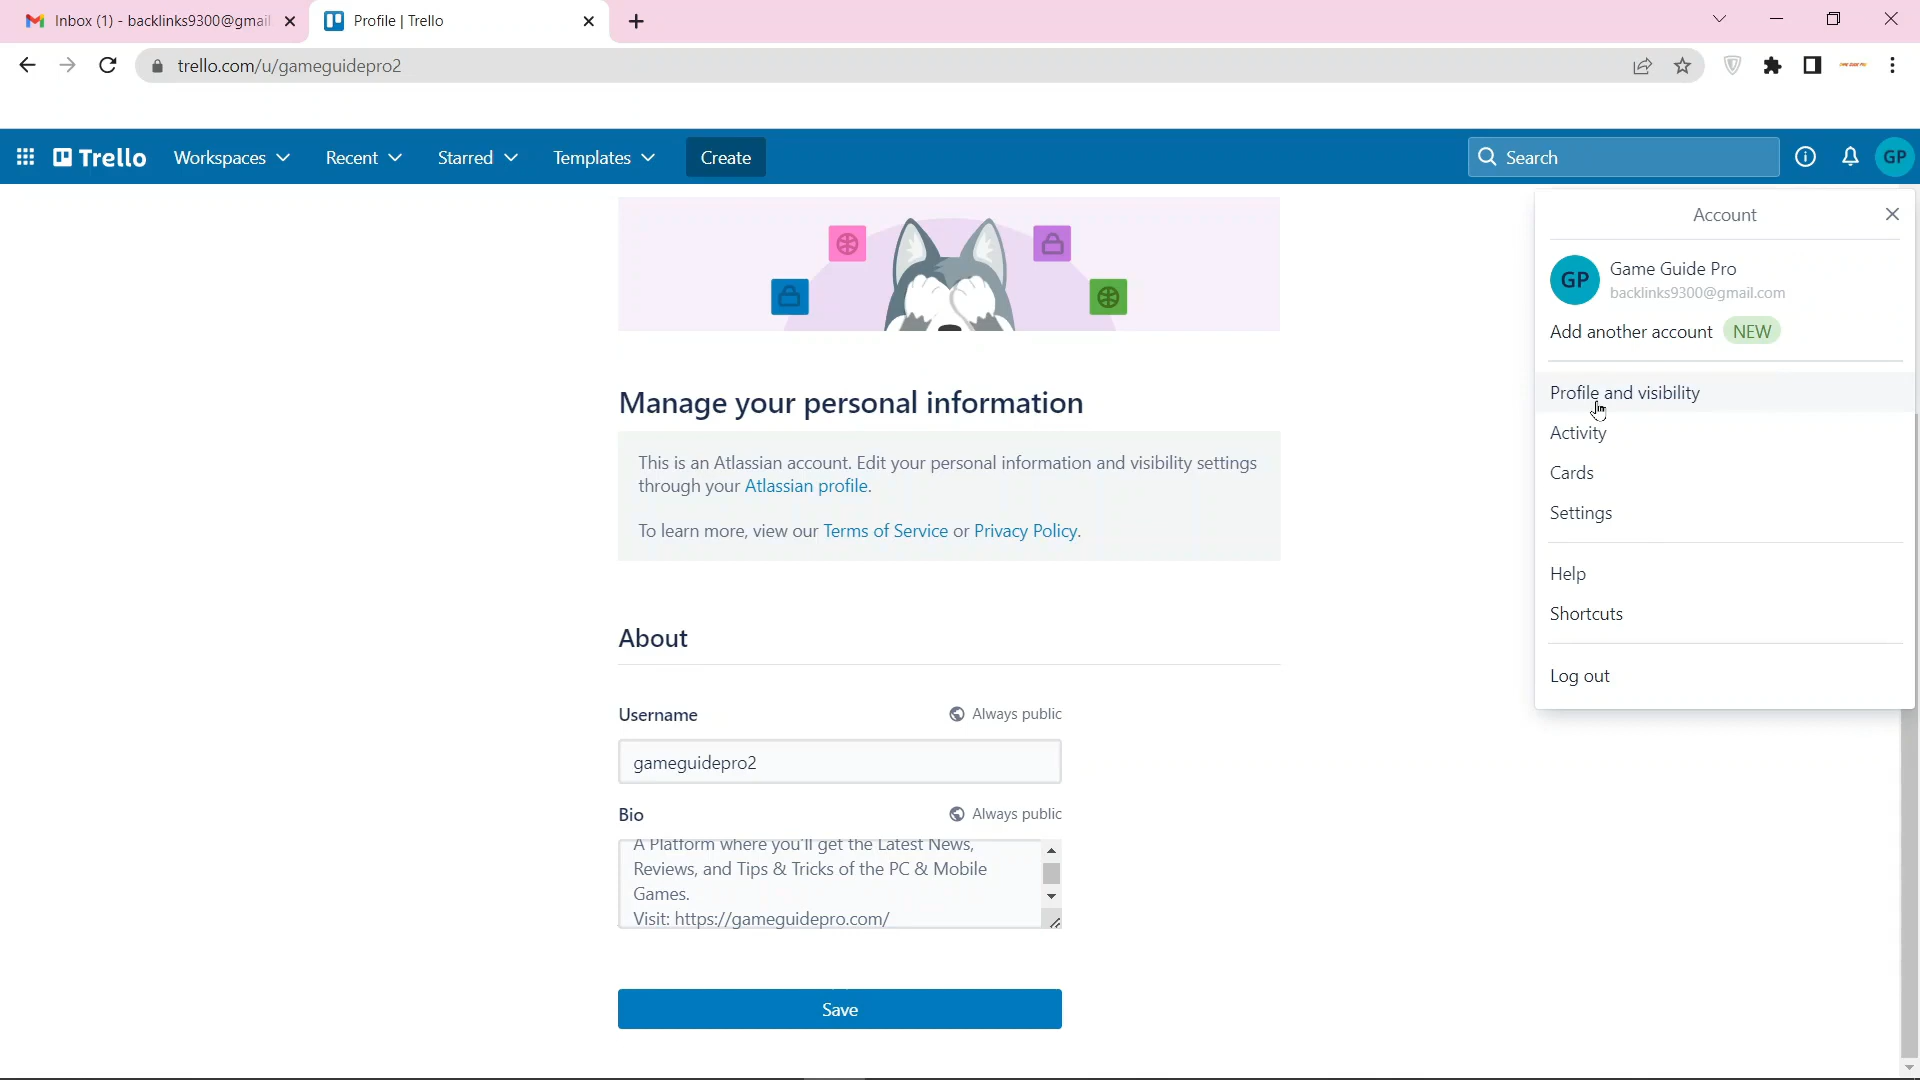 Inbox (1) - backlinks9300@gmail
Profile | Trello
trello.com/u/gameguidepro2
Trello
Workspaces
Recent
Starred
Templates
Create
Search
GP
Account
GP
Game Guide Pro
backlinks9300@gmail.com
Add another account NEW
Profile and visibility
Activity
Cards
Settings
Help
Shortcuts
Log out
Manage your personal information
This is an Atlassian account. Edit your personal information and visibility settings
through your Atlassian profile.
To learn more, view our Terms of Service or Privacy Policy.
About
Username
Always public
gameguidepro2
Bio
Always public
A Platform where you'll get the Latest News,
Reviews, and Tips & Tricks of the PC & Mobile
Games.
Visit: https://gameguidepro.com/
Save